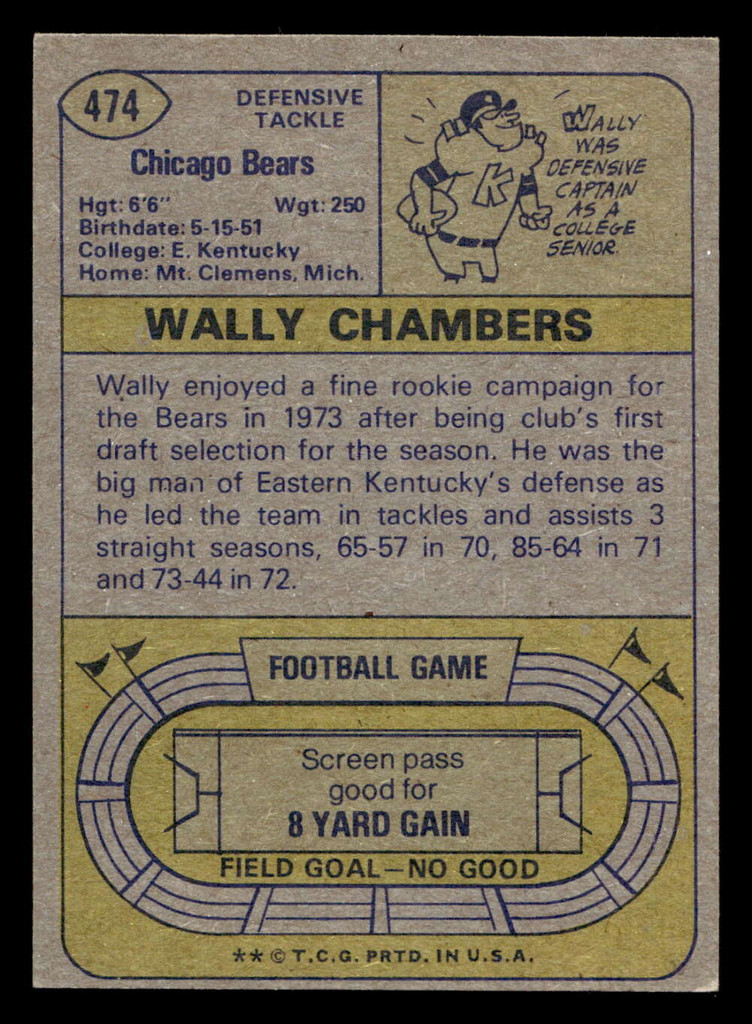 474
DEFENSIVE
TACKLE
Chicago Bears
Hgt: 6'6" Wgt: 250
Birthdate: 5-15-51
College: E. Kentucky
Home: Mt. Clemens, Mich.
K
WALLY
WAS
DEFENSIVE
CAPTAIN
AS A
COLLEGE
SENIOR.
WALLY CHAMBERS
Wally enjoyed a fine rookie campaign for
the Bears in 1973 after being club's first
draft selection for the season. He was the
big man of Eastern Kentucky's defense as
he led the team in tackles and assists 3
straight seasons, 65-57 in 70, 85-64 in 71
and 73-44 in 72.
FOOTBALL GAME
Screen pass
good for
8 YARD GAIN
FIELD GOAL—NO GOOD
** © T.C.G. PRTD. IN U.S.A.